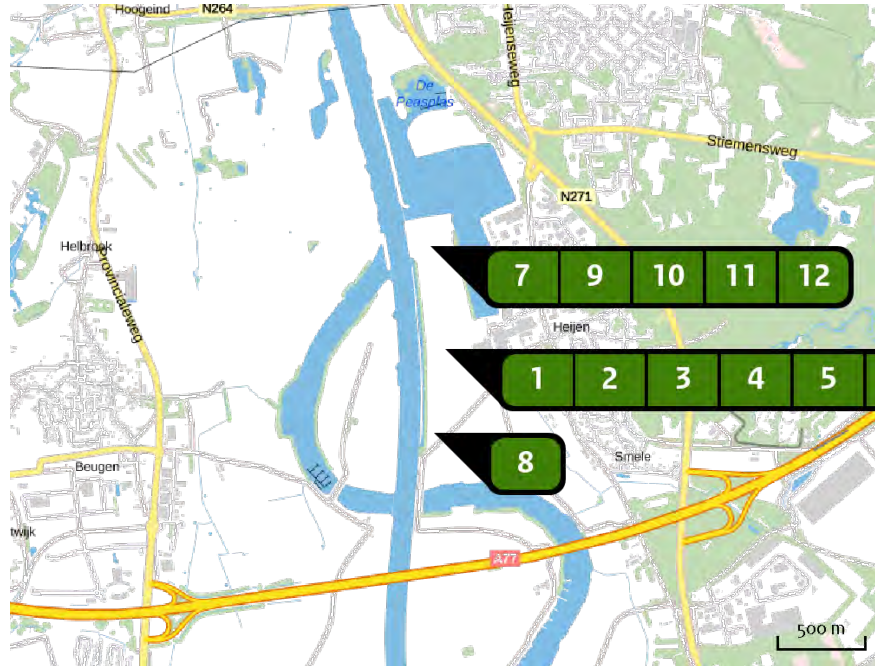 Hoogeind
N264
Heijenseweg
De
Paasplas
Stiemensweg
N271
Helbroek
Provincialeweg
7 9 10 11 12
Heijen
1 2 3 4 5
8
Smele
Beugen
twijk
A77
500 m